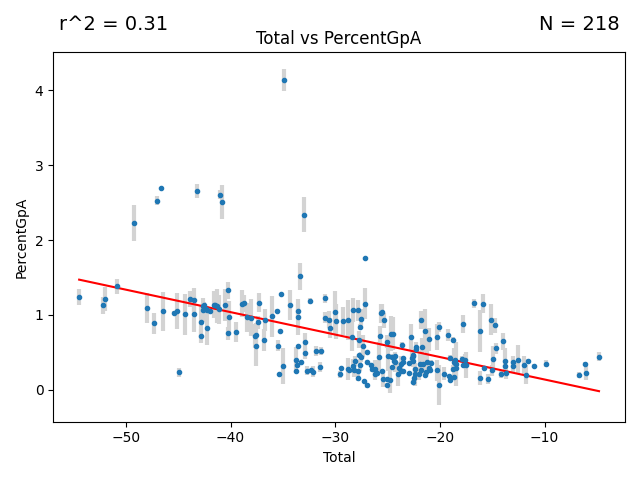 r^2 = 0.31
N = 218
Total vs PercentGpA
PercentGpA
4
3
2
1
0
−50
−40
−30
−20
−10
Total